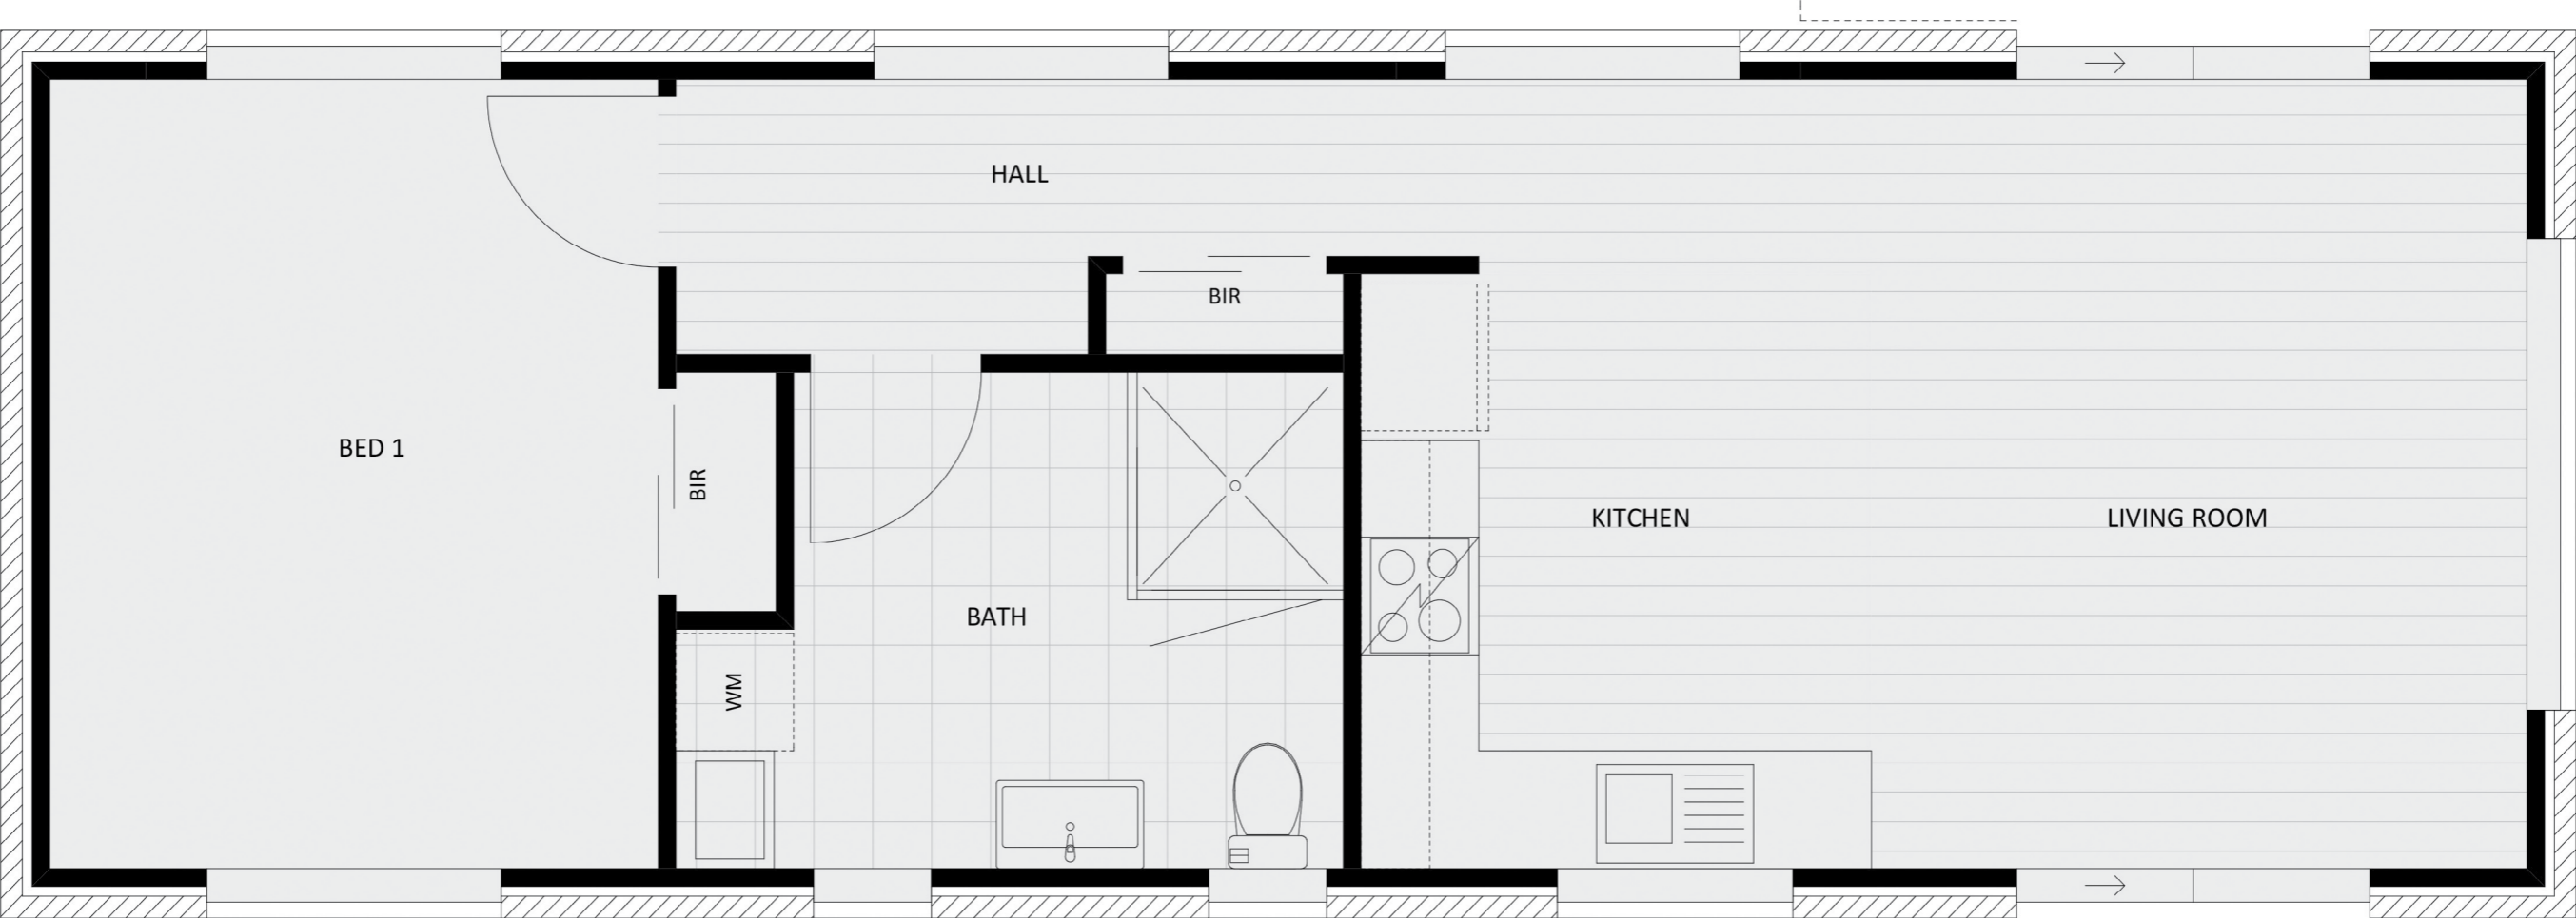 HALL
BIR
BED 1
BIR
KITCHEN
LIVING ROOM
BATH
WM